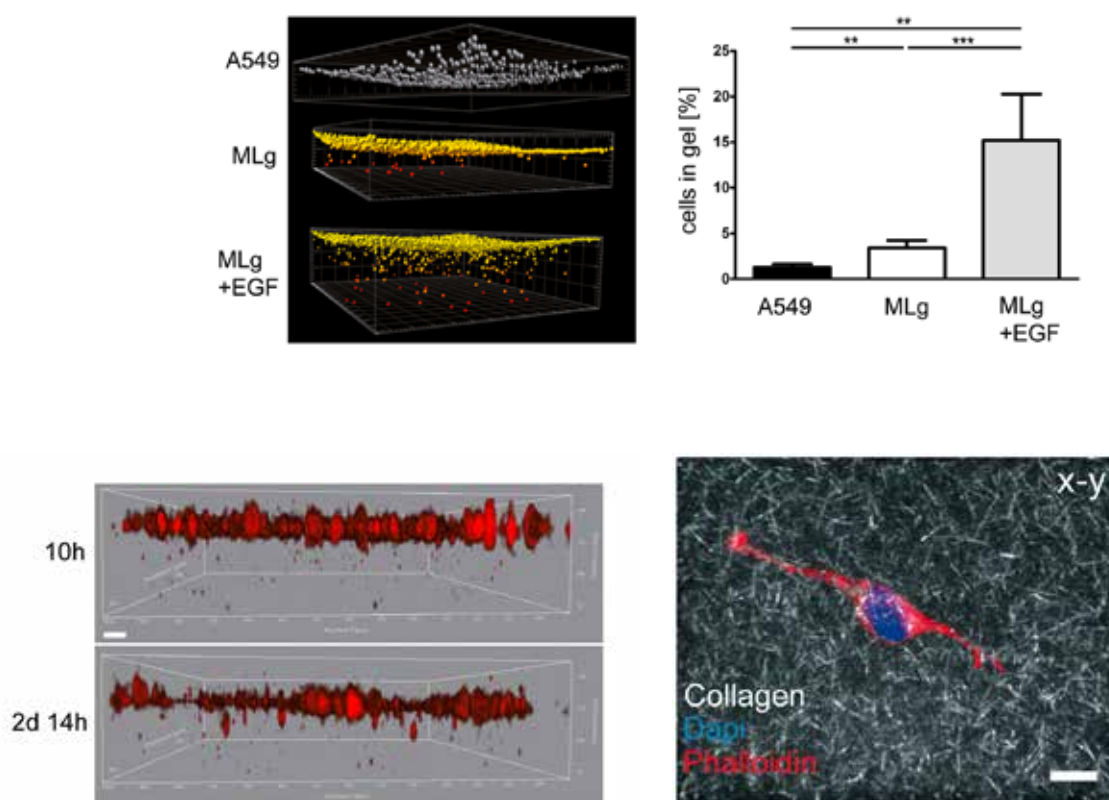 A549
MLg
MLg
+EGF
**
**
***
cells in gel [%]
25
20
15
10
5
0
A549
MLg
MLg
+EGF
10h
2d 14h
x-y
Collagen
Dapi
Phalloidin